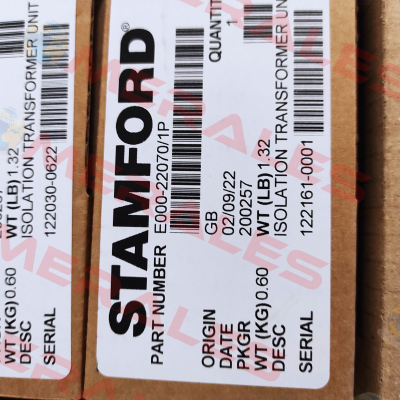 WT (KG) 0.60 WT (LB) 1.32
DESC ISOLATION TRANSFORMER UNIT
SERIAL 122030-0622
STAMFORD
PART NUMBER E000-22070/1P
QUANTITY 1
ORIGIN GB
DATE 02/09/22
PKGR 200257
WT (KG) 0.60 WT (LB) 1.32
DESC ISOLATION TRANSFORMER UNIT
SERIAL 122161-0001